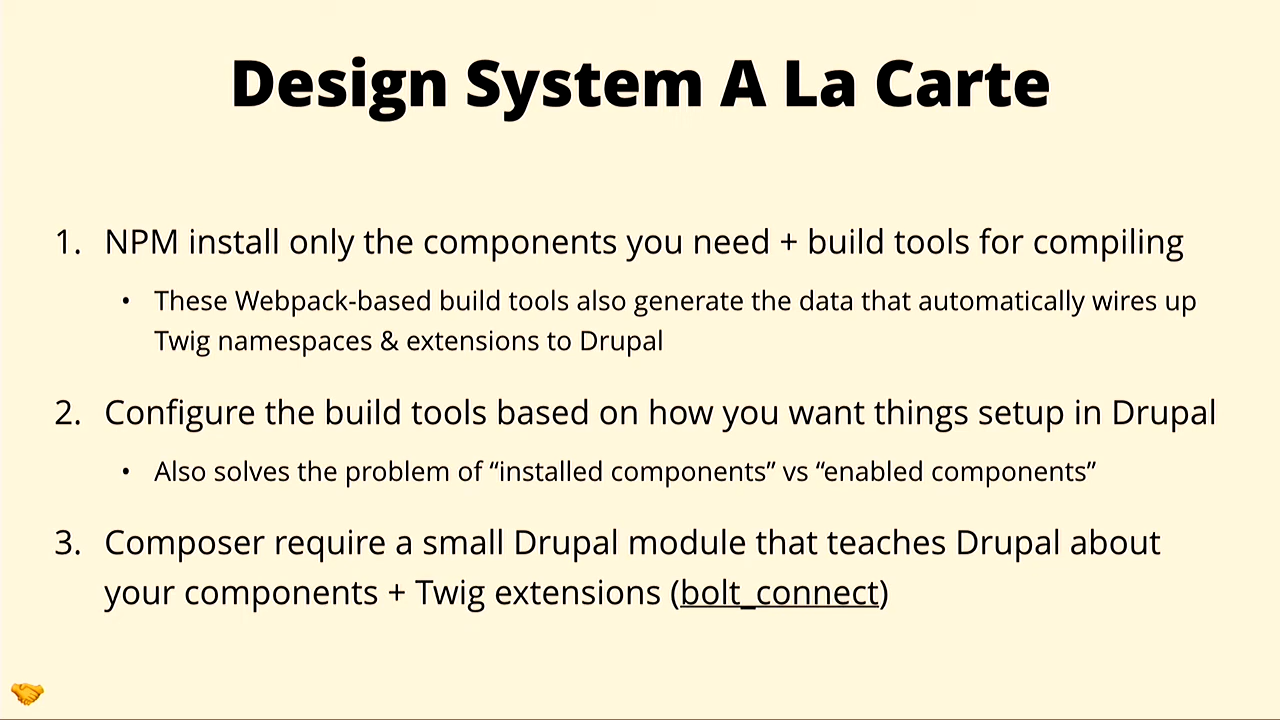 Design System A La Carte
1. NPM install only the components you need + build tools for compiling
• These Webpack-based build tools also generate the data that automatically wires up
Twig namespaces & extensions to Drupal
2. Configure the build tools based on how you want things setup in Drupal
• Also solves the problem of “installed components” vs “enabled components”
3. Composer require a small Drupal module that teaches Drupal about
your components + Twig extensions (bolt_connect)